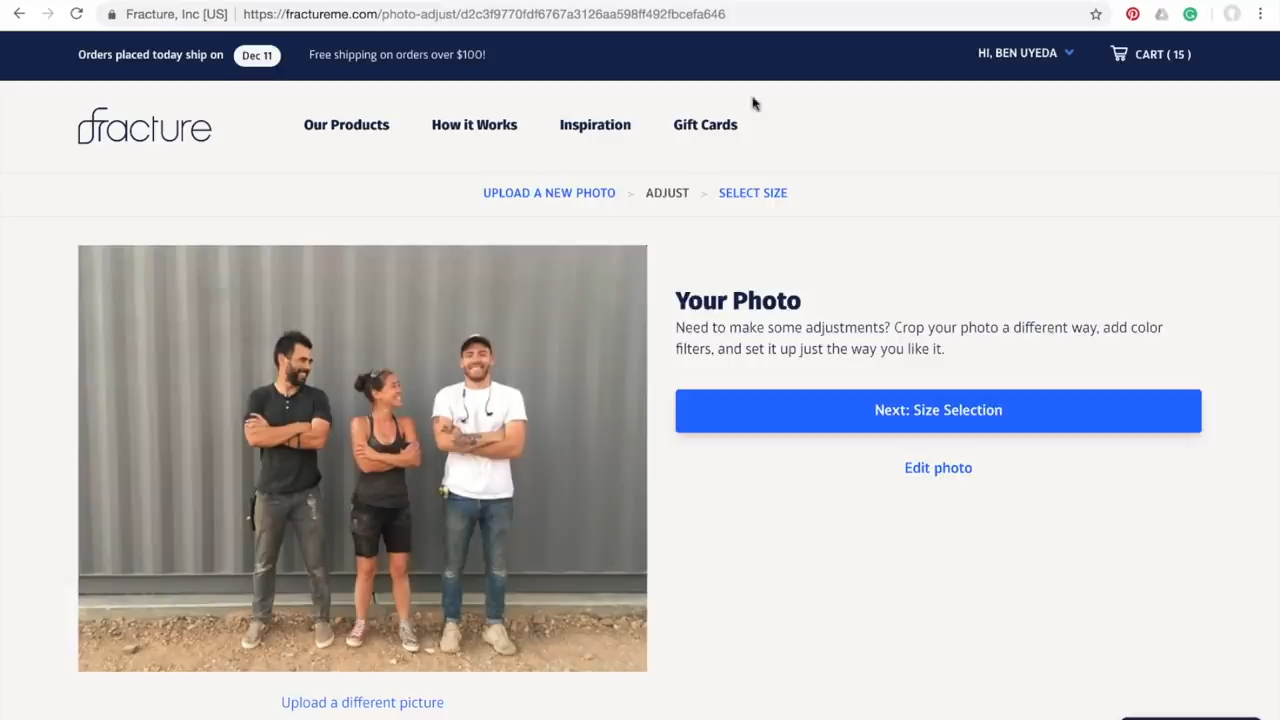 Fracture, Inc [US] https://fractureme.com/photo-adjust/d2c3f9770fdf6767a3126aa598ff492fbcefa646
Orders placed today ship on Dec 11 Free shipping on orders over $100! HI, BEN UYEDA CART ( 15 )
fracture Our Products How it Works Inspiration Gift Cards
UPLOAD A NEW PHOTO > ADJUST > SELECT SIZE
Your Photo
Need to make some adjustments? Crop your photo a different way, add color
filters, and set it up just the way you like it.
Next: Size Selection
Edit photo
Upload a different picture